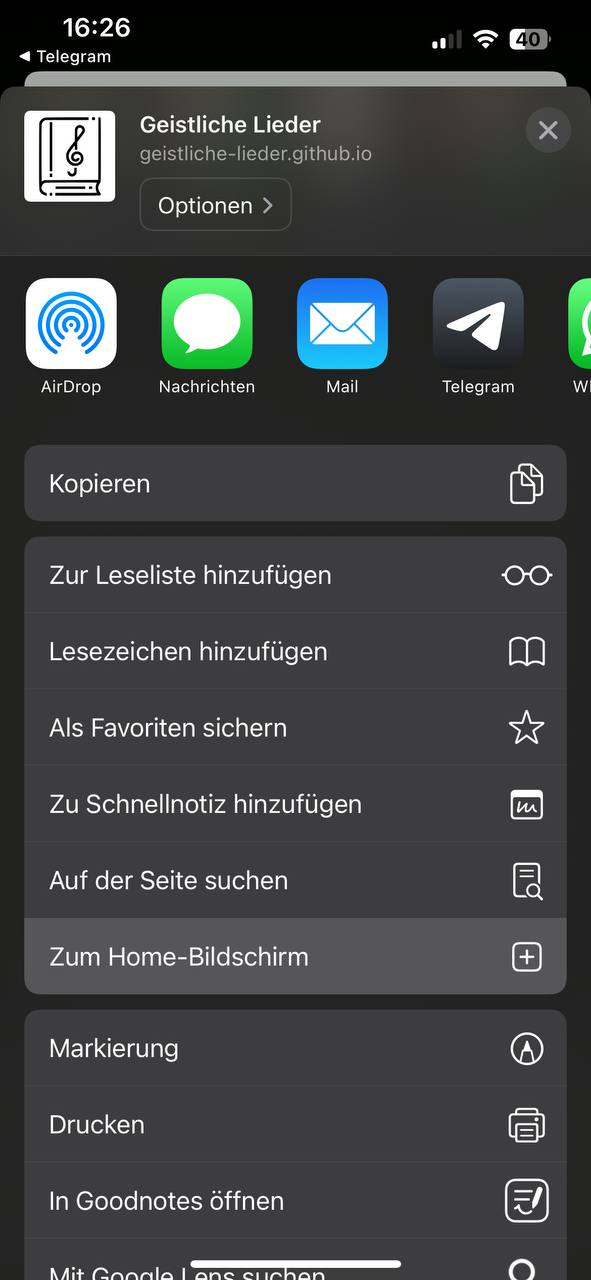 16:26
◀ Telegram
40
Geistliche Lieder
geistliche-lieder.github.io
Optionen
AirDrop
Nachrichten
Mail
Telegram
Kopieren
Zur Leseliste hinzufügen
Lesezeichen hinzufügen
Als Favoriten sichern
Zu Schnellnotiz hinzufügen
Auf der Seite suchen
Zum Home-Bildschirm
Markierung
Drucken
In Goodnotes öffnen
Mit Google Lens suchen